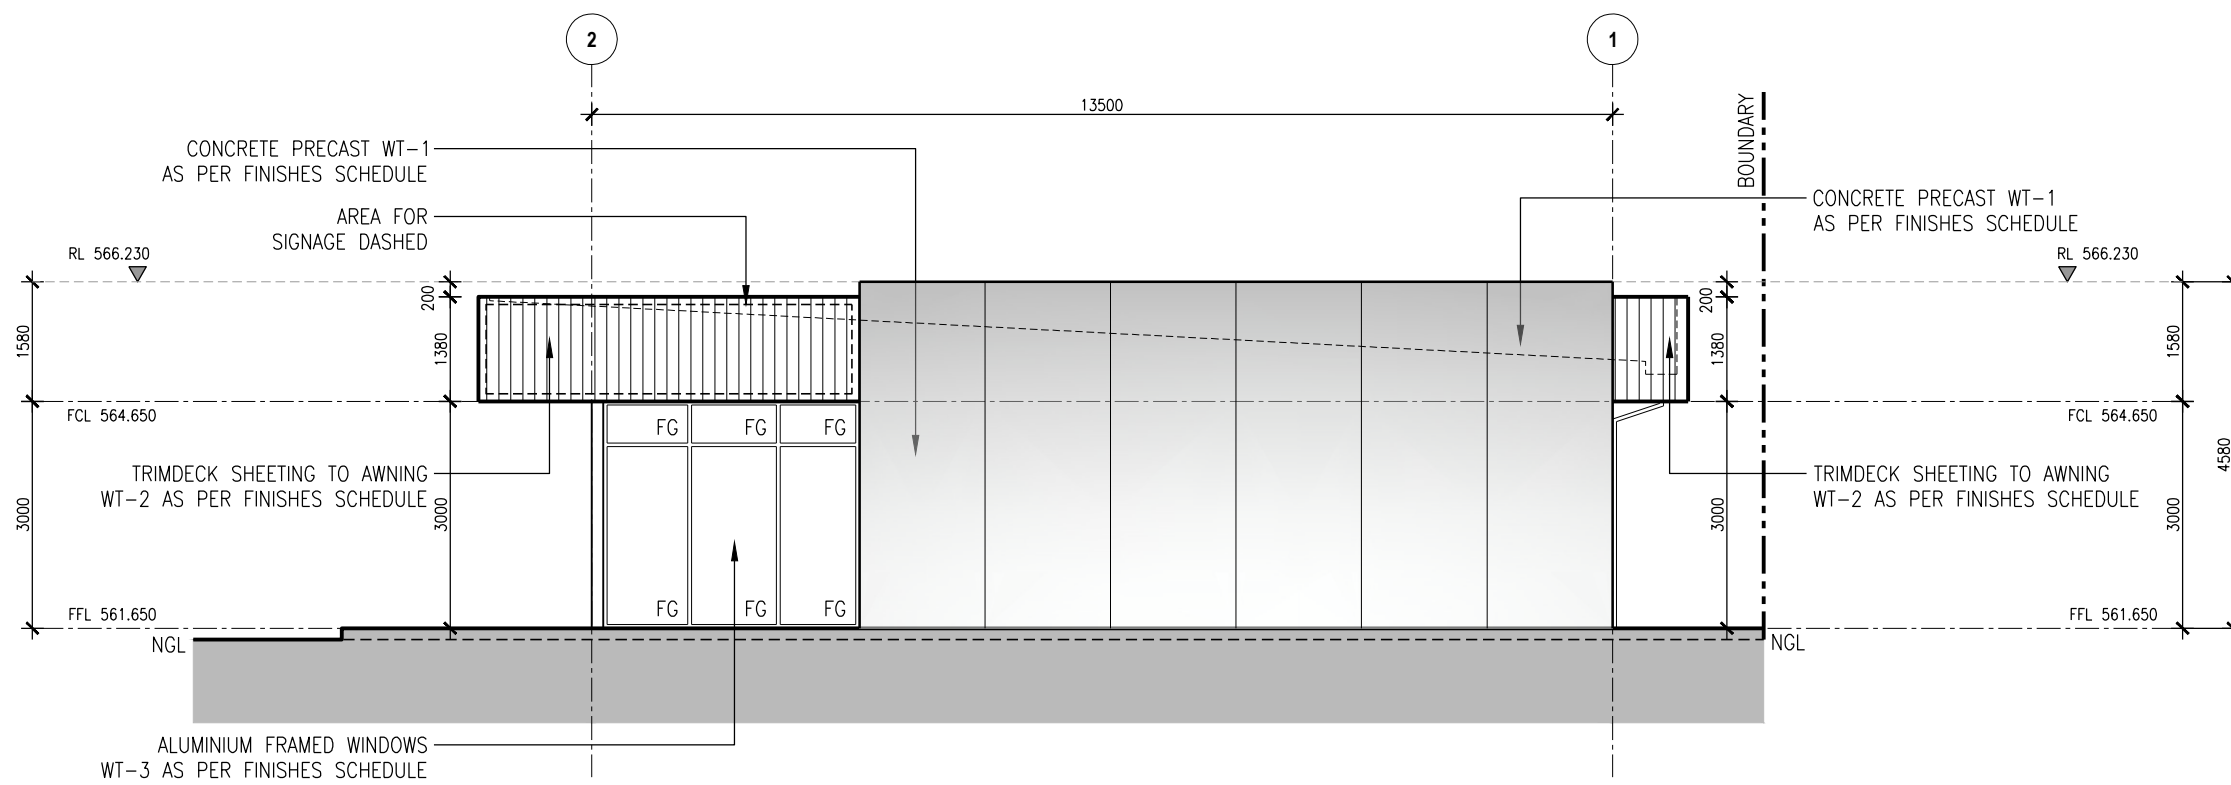 2
1
13500
BOUNDARY
CONCRETE PRECAST WT-1
AS PER FINISHES SCHEDULE
AREA FOR
SIGNAGE DASHED
CONCRETE PRECAST WT-1
AS PER FINISHES SCHEDULE
RL 566.230
RL 566.230
200
200
1580
1380
1380
1580
FCL 564.650
FCL 564.650
FG FG FG
4580
TRIMDECK SHEETING TO AWNING
WT-2 AS PER FINISHES SCHEDULE
TRIMDECK SHEETING TO AWNING
WT-2 AS PER FINISHES SCHEDULE
3000
3000
3000
3000
FFL 561.650
FG FG FG
FFL 561.650
NGL
NGL
ALUMINIUM FRAMED WINDOWS
WT-3 AS PER FINISHES SCHEDULE